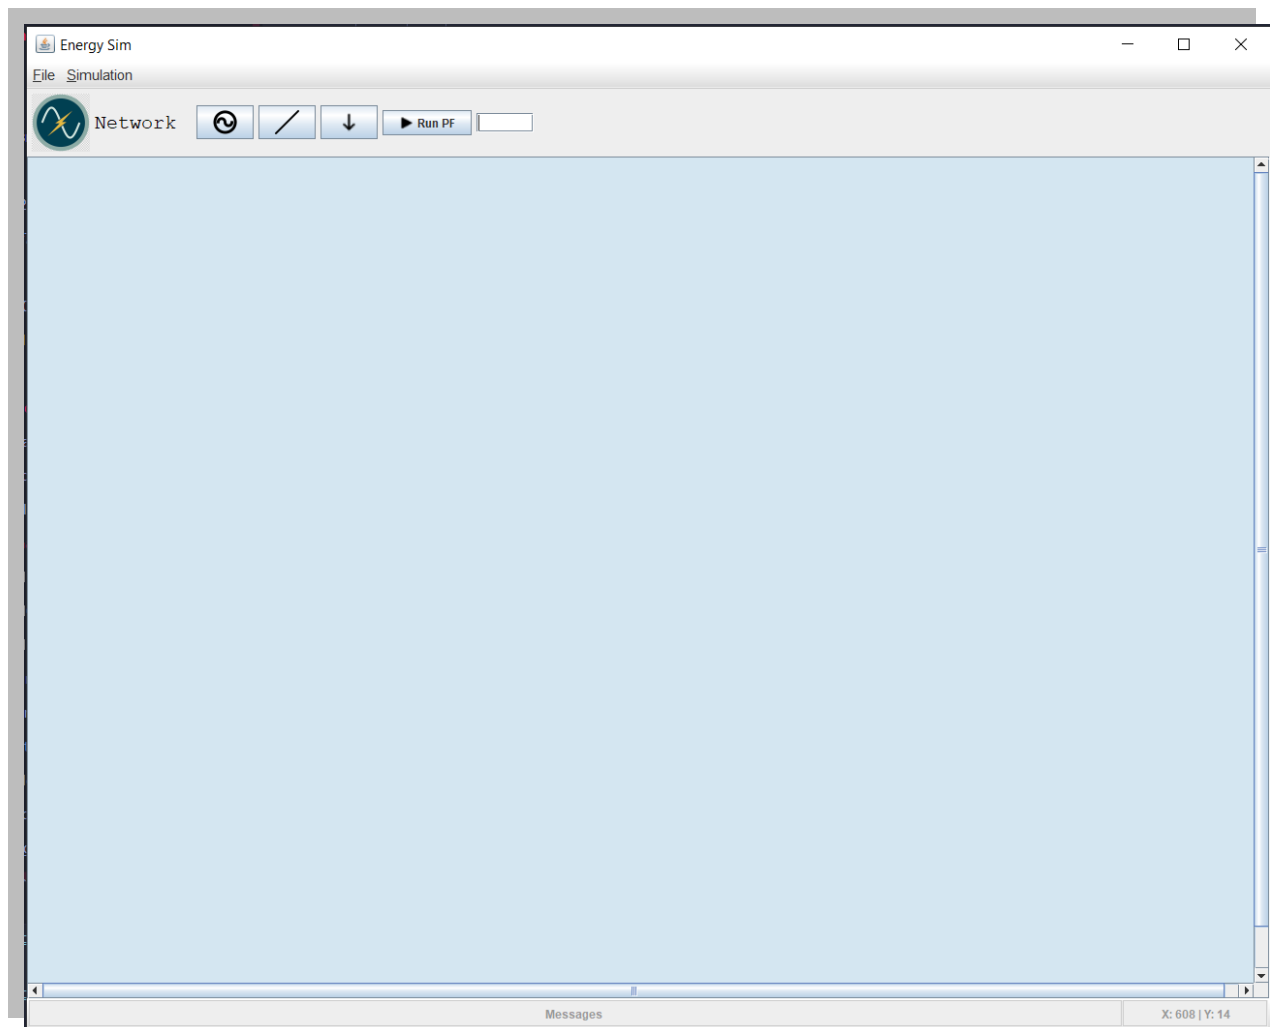 Energy Sim
File Simulation
Network Run PF
Messages X: 608 | Y: 14